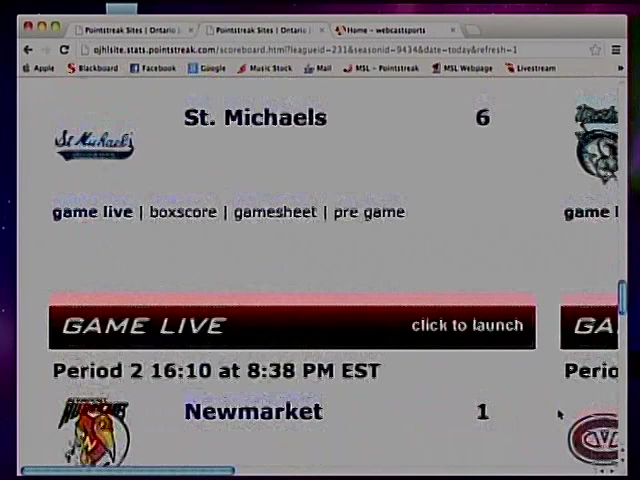 Pointstreak Sites | Ontario J
Pointstreak Sites | Ontario J
Home - webcastsports
ojhlsite.stats.pointstreak.com/scoreboard.html?leagueid=231&seasonid=9434&date=today&refresh=1
Apple Blackboard Facebook Google Music Stock Mail MSL - Pointstreak MSL Webpage Livestream
St. Michaels 6
St Michaels
game live | boxscore | gamesheet | pre game
game l
GAME LIVE click to launch
GA
Period 2 16:10 at 8:38 PM EST
Perio
Newmarket 1